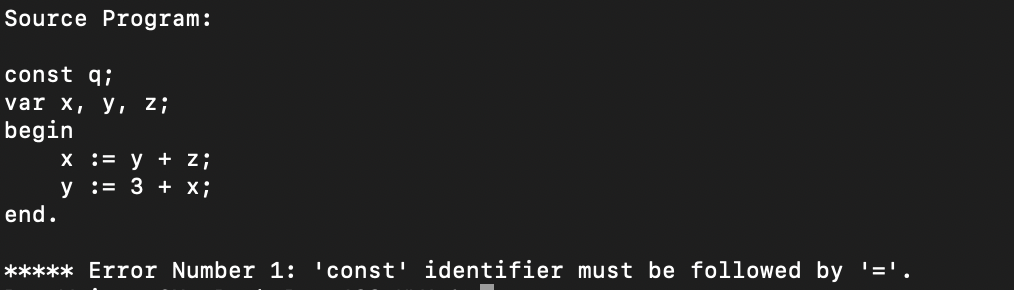 Source Program:
const q;
var x, y, z;
begin
    x := y + z;
    y := 3 + x;
end.
***** Error Number 1: 'const' identifier must be followed by '='.